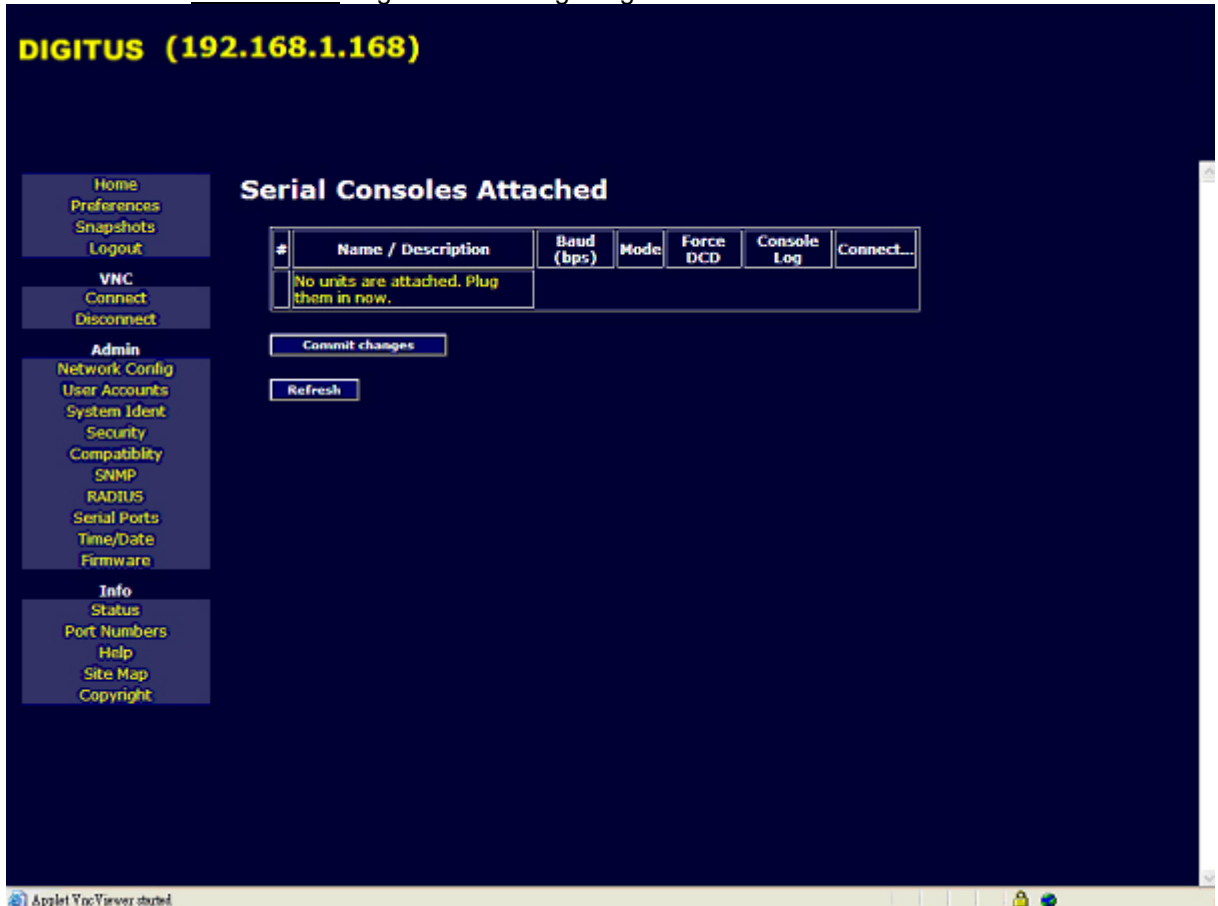 DIGITUS (192.168.1.168)
Home
Preferences
Snapshots
Logout
VNC
Connect
Disconnect
Admin
Network Config
User Accounts
System Ident
Security
Compatiblity
SNMP
RADIUS
Serial Ports
Time/Date
Firmware
Info
Status
Port Numbers
Help
Site Map
Copyright
Serial Consoles Attached
# Name / Description Baud (bps) Mode Force DCD Console Log Connect...
No units are attached. Plug
them in now.
Commit changes
Refresh
Applet VncViewer started